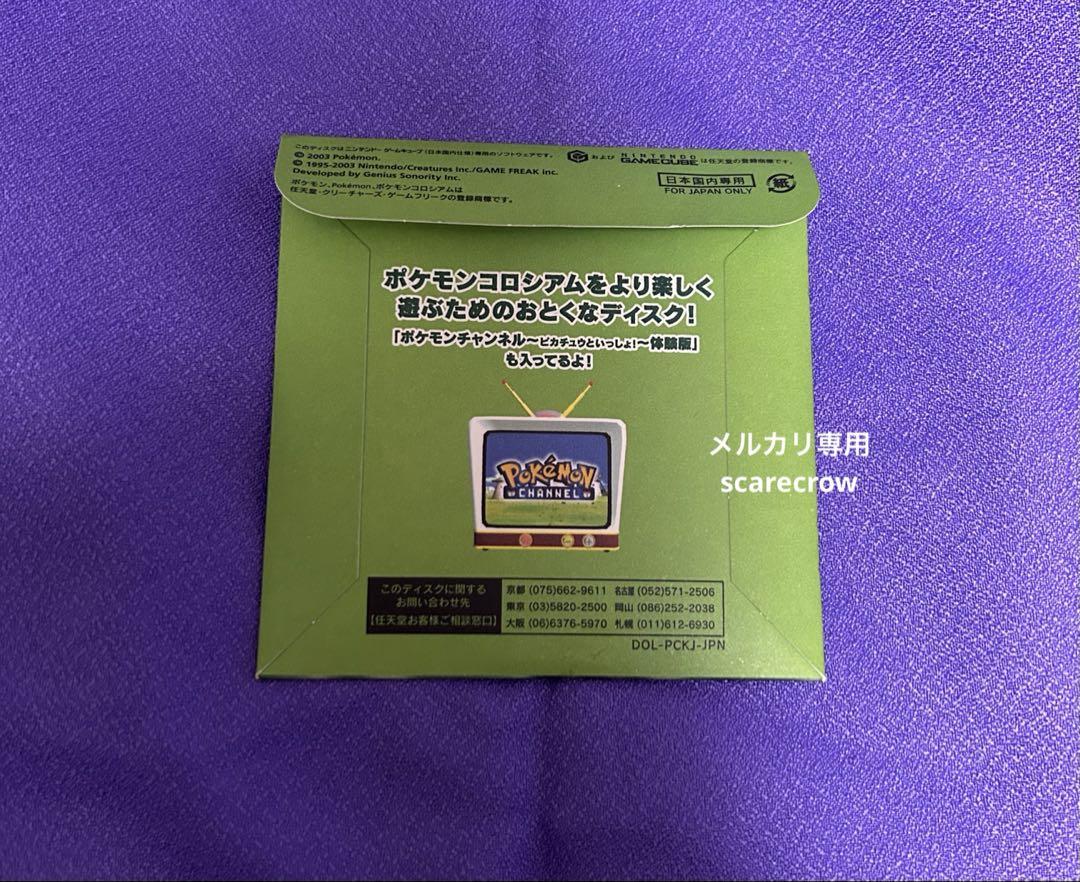 このディスクはニンテンドーゲームキューブ(日本国内仕様)専用のソフトウェアです。
© 2003 Pokémon.
© 1995-2003 Nintendo/Creatures Inc./GAME FREAK inc.
Developed by Genius Sonority Inc.
ポケモン、Pokémon、ポケモンコロシアムは
任天堂・クリーチャーズ・ゲームフリークの登録商標です。
および NINTENDO GAMECUBE は任天堂の登録商標です。
日本国内専用
FOR JAPAN ONLY
紙
ポケモンコロシアムをより楽しく
遊ぶためのおとくなディスク!
「ポケモンチャンネル〜ピカチュウといっしょ!〜体験版」
も入ってるよ!
POKéMON
CHANNEL
メルカリ専用
scarecrow
このディスクに関する
お問い合わせ先
【任天堂お客様ご相談窓口】
京都 (075)662-9611 名古屋 (052)571-2506
東京 (03)5820-2500 岡山 (086)252-2038
大阪 (06)6376-5970 札幌 (011)612-6930
DOL-PCKJ-JPN